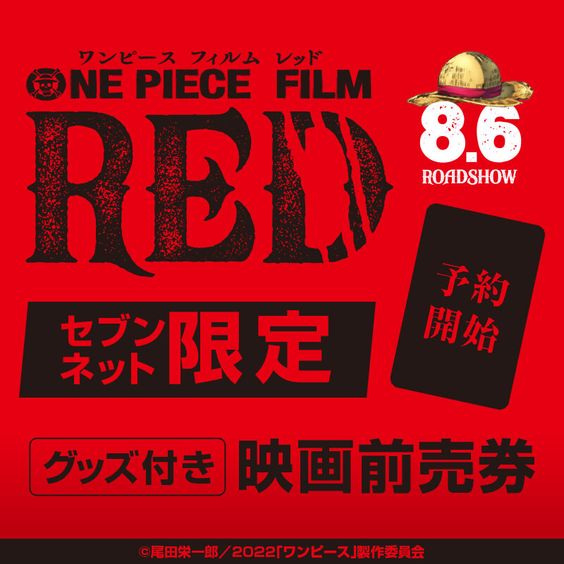 ワンピース フィルム レッド
ONE PIECE FILM
RED
8.6
ROADSHOW
予約
開始
セブン
ネット限定
グッズ付き 映画前売券
©尾田栄一郎／2022「ワンピース」製作委員会